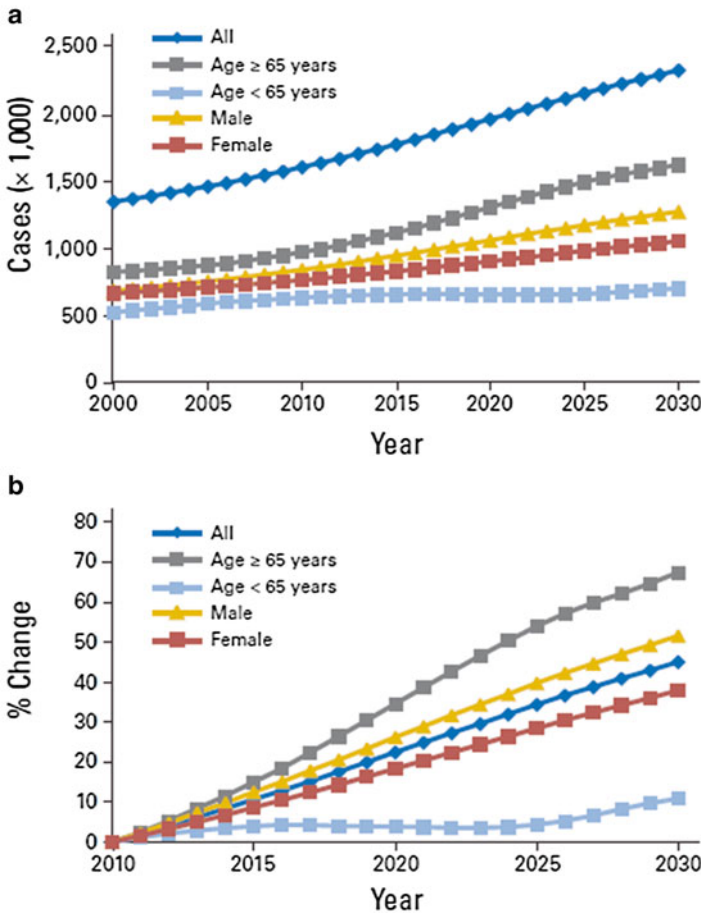 a
2,500
2,000
1,500
1,000
500
0
Cases (× 1,000)
All
Age ≥ 65 years
Age < 65 years
Male
Female
2000 2005 2010 2015 2020 2025 2030
Year
b
80
70
60
50
40
30
20
10
0
% Change
All
Age ≥ 65 years
Age < 65 years
Male
Female
2010 2015 2020 2025 2030
Year